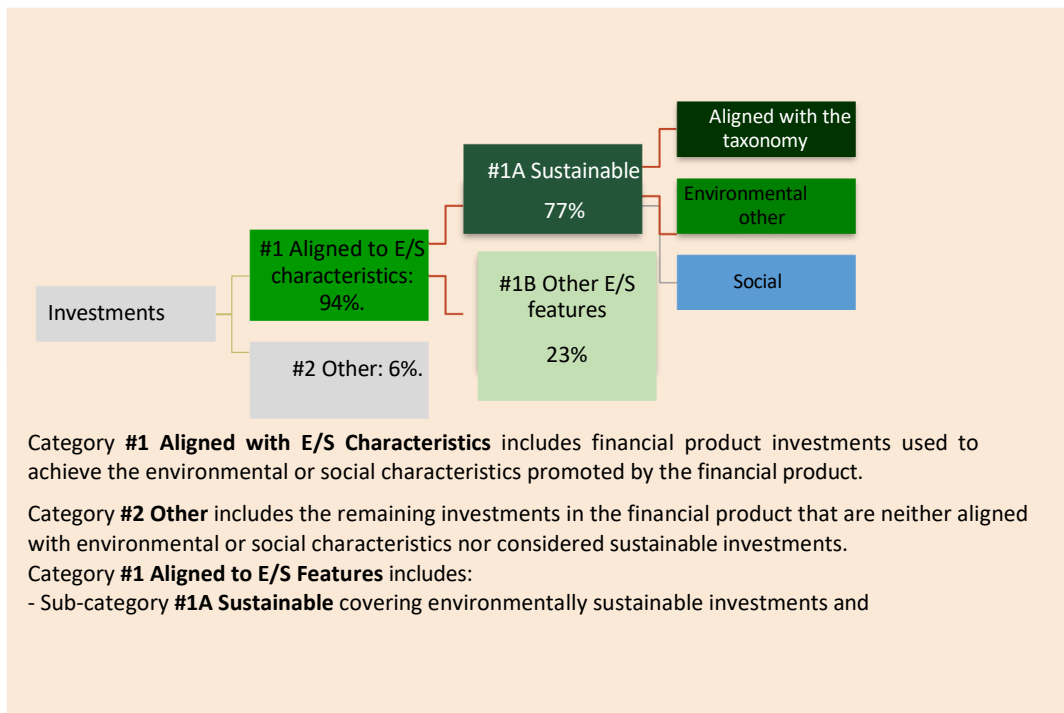 Aligned with the
taxonomy
#1A Sustainable
77%
Environmental
other
#1 Aligned to E/S
characteristics:
94%.
#1B Other E/S
features
23%
Social
Investments
#2 Other: 6%.
Category #1 Aligned with E/S Characteristics includes financial product investments used to
achieve the environmental or social characteristics promoted by the financial product.
Category #2 Other includes the remaining investments in the financial product that are neither aligned
with environmental or social characteristics nor considered sustainable investments.
Category #1 Aligned to E/S Features includes:
- Sub-category #1A Sustainable covering environmentally sustainable investments and